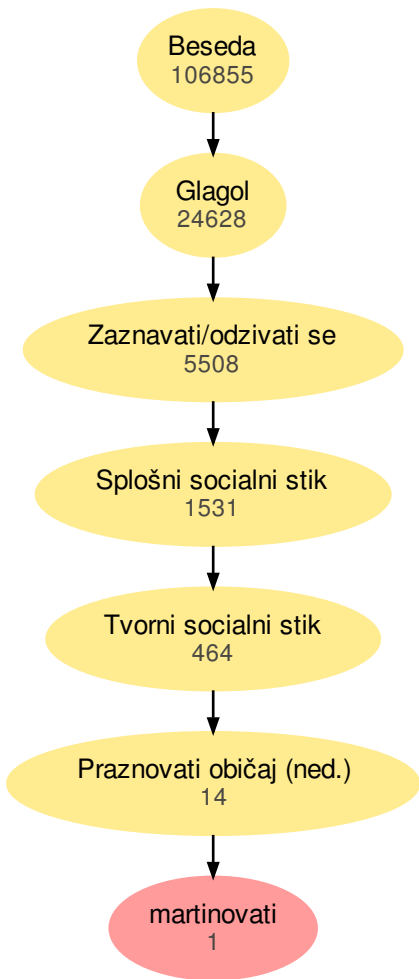 Beseda
106855
Glagol
24628
Zaznavati/odzivati se
5508
Splošni socialni stik
1531
Tvorni socialni stik
464
Praznovati običaj (ned.)
14
martinovati
1